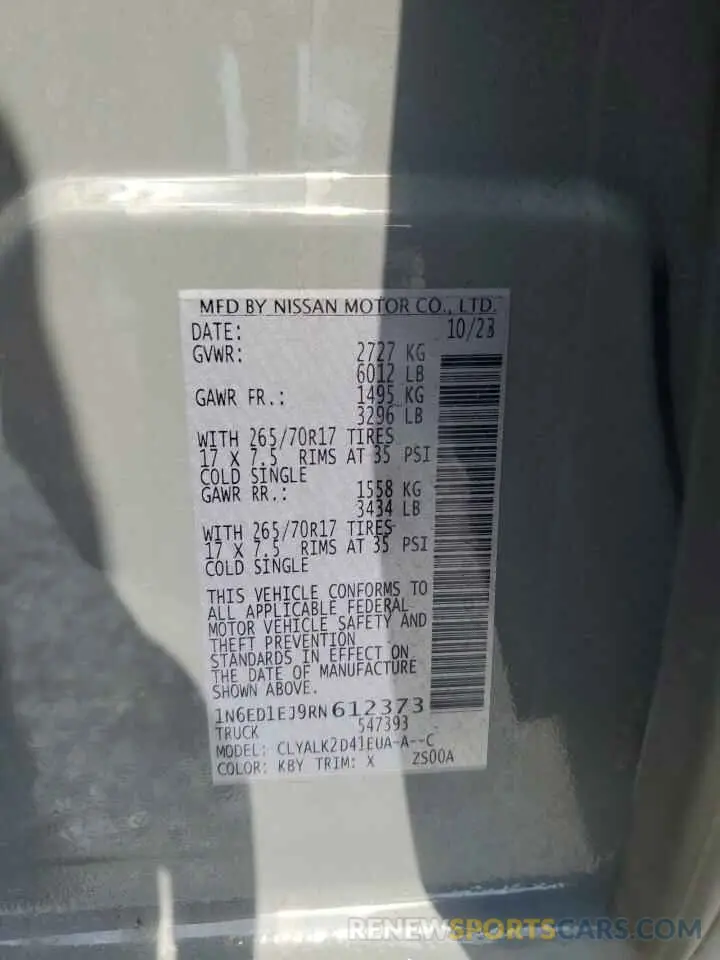 MFD BY NISSAN MOTOR CO., LTD.
DATE: 10/23
GVWR: 2727 KG
6012 LB
GAWR FR.: 1495 KG
3296 LB
WITH 265/70R17 TIRES
17 X 7.5 RIMS AT 35 PSI
COLD SINGLE
GAWR RR.: 1558 KG
3434 LB
WITH 265/70R17 TIRES
17 X 7.5 RIMS AT 35 PSI
COLD SINGLE
THIS VEHICLE CONFORMS TO
ALL APPLICABLE FEDERAL
MOTOR VEHICLE SAFETY AND
THEFT PREVENTION
STANDARDS IN EFFECT ON
THE DATE OF MANUFACTURE
SHOWN ABOVE.
1N6ED1EJ9RN612373
TRUCK 547393
MODEL: CLYALK2D41EUA-A--C
COLOR: KBY TRIM: X ZS00A
RENEWSPORTSCARS.COM